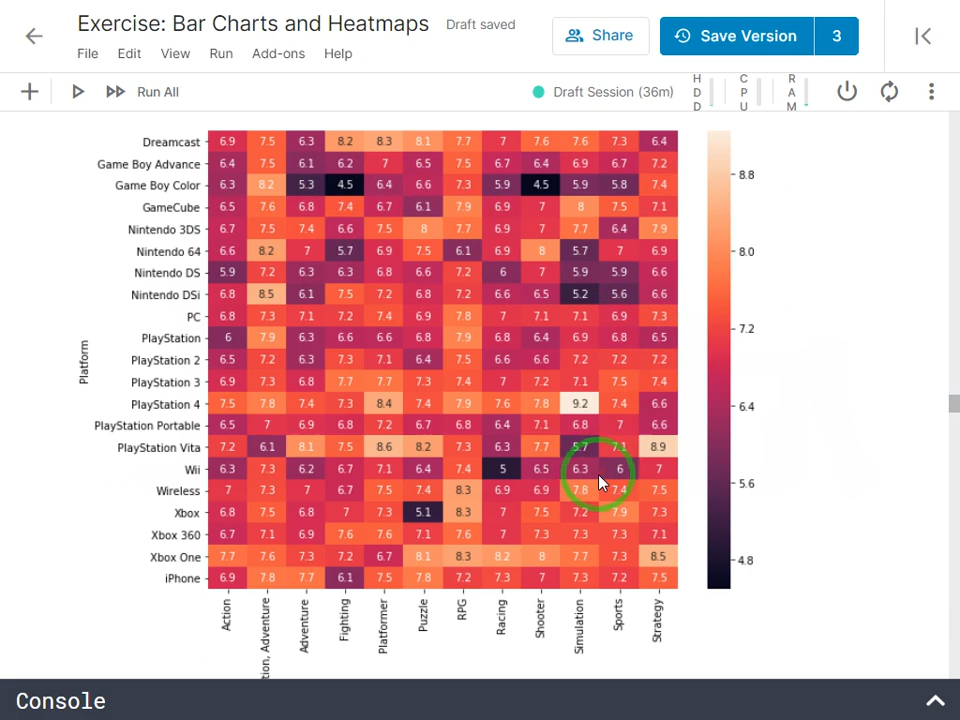 Exercise: Bar Charts and Heatmaps Draft saved
Share
Save Version 3
File Edit View Run Add-ons Help
Run All
Draft Session (36m)
HDD
CPU
RAM
Dreamcast 6.9 7.5 6.3 8.2 8.3 8.1 7.7 7 7.6 7.6 7.3 6.4
Game Boy Advance 6.4 7.5 6.1 6.2 7 6.5 7.5 6.7 6.4 6.9 6.7 7.2
Game Boy Color 6.3 8.2 5.3 4.5 6.4 6.6 7.3 5.9 4.5 5.9 5.8 7.4
GameCube 6.5 7.6 6.8 7.4 6.7 6.1 7.9 6.9 7 8 7.5 7.1
Nintendo 3DS 6.7 7.5 7.4 6.6 7.5 8 7.7 6.9 7 7.7 6.4 7.9
Nintendo 64 6.6 8.2 7 5.7 6.9 7.5 6.1 6.9 8 5.7 7 6.9
Nintendo DS 5.9 7.2 6.3 6.3 6.8 6.6 7.2 6 7 5.9 5.9 6.6
Nintendo DSi 6.8 8.5 6.1 7.5 7.2 6.8 7.2 6.6 6.5 5.2 5.6 6.6
PC 6.8 7.3 7.1 7.2 7.4 6.9 7.8 7 7.1 7.1 6.9 7.3
PlayStation 6 7.9 6.3 6.6 6.6 6.8 7.9 6.8 6.4 6.9 6.8 6.5
PlayStation 2 6.5 7.2 6.3 7.3 7.1 6.4 7.5 6.6 6.6 7.2 7.2 7.2
PlayStation 3 6.9 7.3 6.8 7.7 7.7 7.3 7.4 7 7.2 7.1 7.5 7.4
PlayStation 4 7.5 7.8 7.4 7.3 8.4 7.4 7.9 7.6 7.8 9.2 7.4 6.6
PlayStation Portable 6.5 7 6.9 6.8 7.2 6.7 6.8 6.4 7.1 6.8 7 6.6
PlayStation Vita 7.2 6.1 8.1 7.5 8.6 8.2 7.3 6.3 7.7 5.7 7.1 8.9
Wii 6.3 7.3 6.2 6.7 7.1 6.4 7.4 5 6.5 6.3 6 7
Wireless 7 7.3 7 6.7 7.5 7.4 8.3 6.9 6.9 7.8 7.4 7.5
Xbox 6.8 7.5 6.8 7 7.3 5.1 8.3 7 7.5 7.2 7.9 7.3
Xbox 360 6.7 7.1 6.9 7.6 7.6 7.1 7.6 7 7.3 7.3 7.3 7.1
Xbox One 7.7 7.6 7.3 7.2 6.7 8.1 8.3 8.2 8 7.7 7.3 8.5
iPhone 6.9 7.8 7.7 6.1 7.5 7.8 7.2 7.3 7 7.3 7.2 7.5
Platform
Action
ion, Adventure
Adventure
Fighting
Platformer
Puzzle
RPG
Racing
Shooter
Simulation
Sports
Strategy
8.8
8.0
7.2
6.4
5.6
4.8
Console